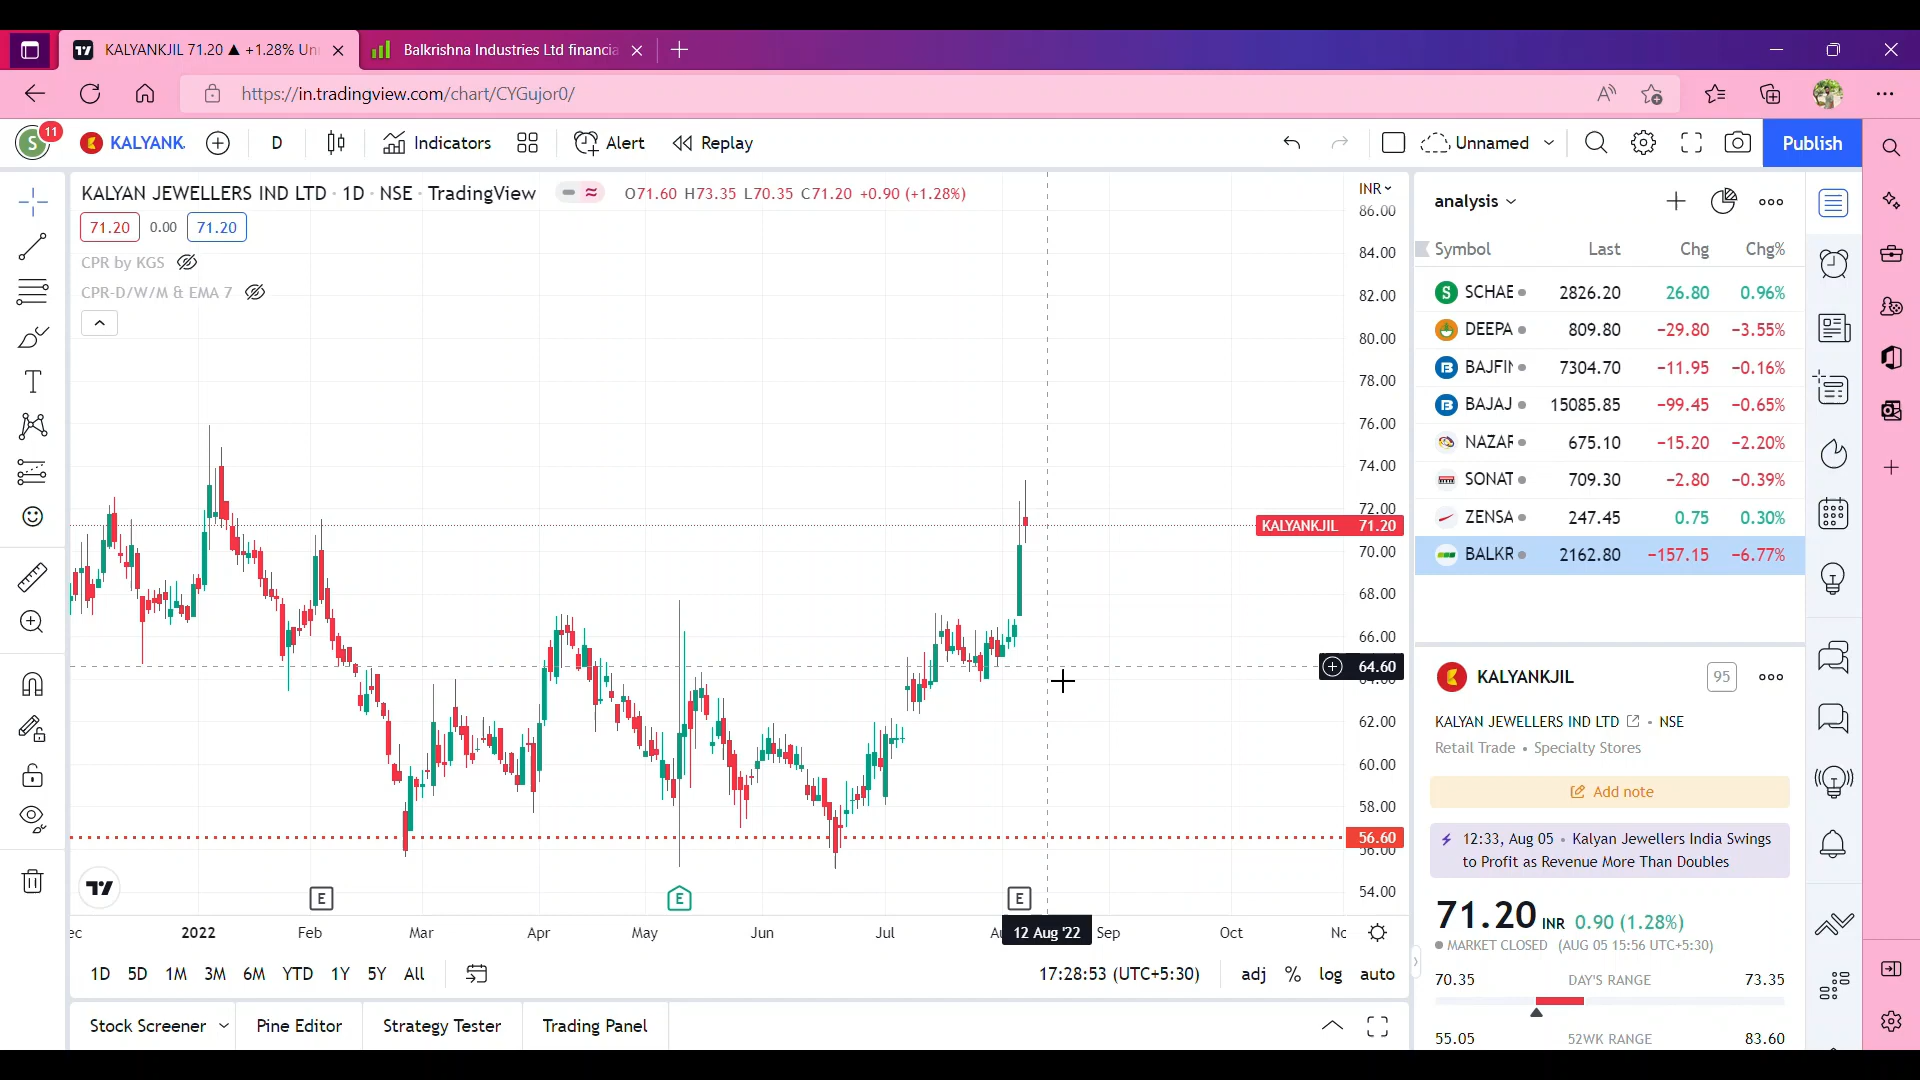 KALYANKJIL 71.20 ▲ +1.28% Un
Balkrishna Industries Ltd financia
https://in.tradingview.com/chart/CYGujor0/
S 11 KALYANK D Indicators Alert Replay Unnamed Publish
KALYAN JEWELLERS IND LTD · 1D · NSE · TradingView O71.60 H73.35 L70.35 C71.20 +0.90 (+1.28%)
71.20 0.00 71.20
CPR by KGS
CPR-D/W/M & EMA 7
INR
86.00
84.00
82.00
80.00
78.00
76.00
74.00
72.00
KALYANKJIL 71.20
70.00
68.00
66.00
64.60
62.00
60.00
58.00
56.60
56.00
54.00
E E E
2022 Feb Mar Apr May Jun Jul 12 Aug '22 Sep Oct
1D 5D 1M 3M 6M YTD 1Y 5Y All 17:28:53 (UTC+5:30) adj % log auto
Stock Screener Pine Editor Strategy Tester Trading Panel
analysis
Symbol Last Chg Chg%
S SCHAE 2826.20 26.80 0.96%
DEEPA 809.80 −29.80 −3.55%
B BAJFIN 7304.70 −11.95 −0.16%
B BAJAJ 15085.85 −99.45 −0.65%
NAZAR 675.10 −15.20 −2.20%
SONAT 709.30 −2.80 −0.39%
ZENSA 247.45 0.75 0.30%
BALKR 2162.80 −157.15 −6.77%
KALYANKJIL 95
KALYAN JEWELLERS IND LTD • NSE
Retail Trade • Specialty Stores
Add note
12:33, Aug 05 • Kalyan Jewellers India Swings
to Profit as Revenue More Than Doubles
71.20 INR 0.90 (1.28%)
MARKET CLOSED (AUG 05 15:56 UTC+5:30)
70.35 DAY'S RANGE 73.35
55.05 52WK RANGE 83.60